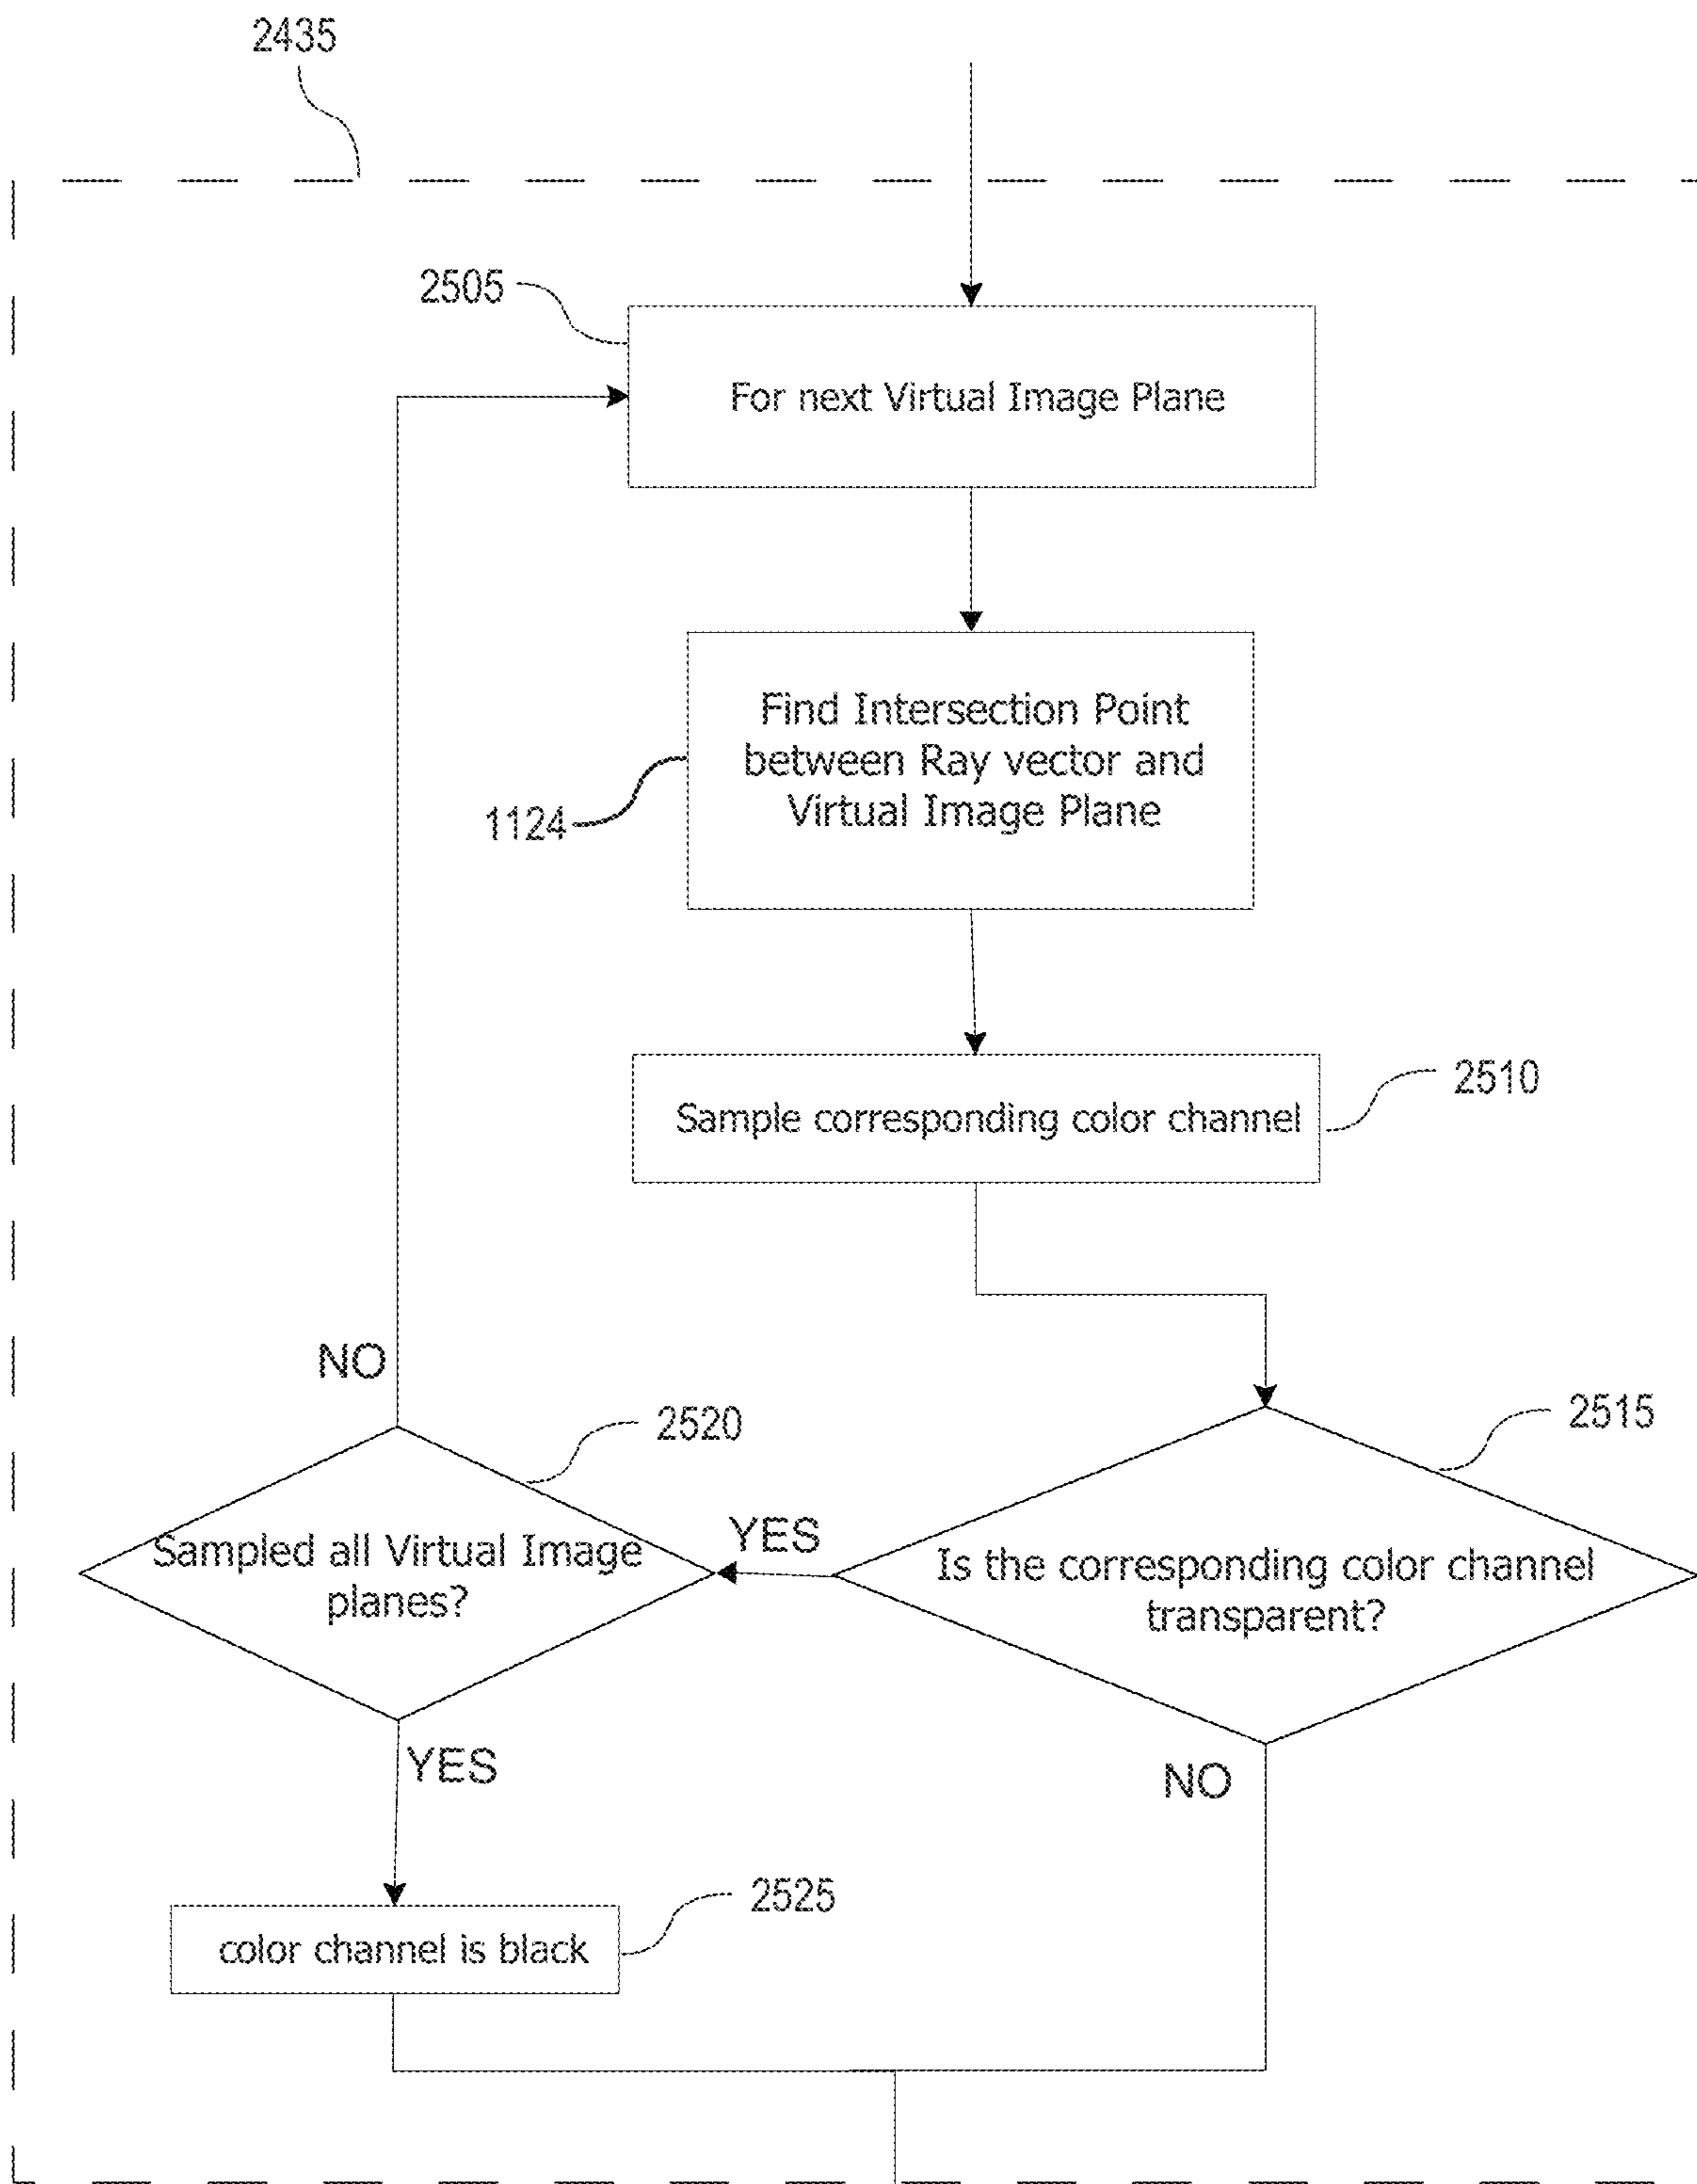 2435
2505
For next Virtual Image Plane
Find Intersection Point
between Ray vector and
Virtual Image Plane
1124
2510
Sample corresponding color channel
NO
2520
2515
YES
Sampled all Virtual Image
planes?
Is the corresponding color channel
transparent?
YES
NO
2525
color channel is black